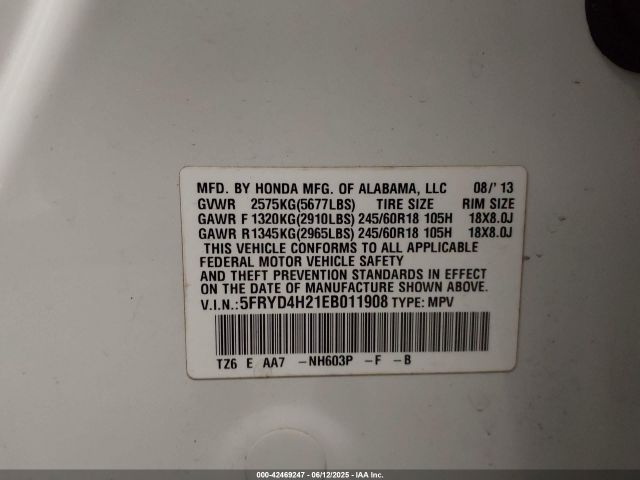 MFD. BY HONDA MFG. OF ALABAMA, LLC 08/'13
GVWR 2575KG(5677LBS) TIRE SIZE RIM SIZE
GAWR F 1320KG(2910LBS) 245/60R18 105H 18X8.0J
GAWR R 1345KG(2965LBS) 245/60R18 105H 18X8.0J
THIS VEHICLE CONFORMS TO ALL APPLICABLE
FEDERAL MOTOR VEHICLE SAFETY
AND THEFT PREVENTION STANDARDS IN EFFECT
ON THE DATE OF MANUFACTURE SHOWN ABOVE.
V.I.N.:5FRYD4H21EB011908 TYPE: MPV
TZ6 E AA7 -NH603P -F -B
000-42469247 - 06/12/2025 - IAA Inc.